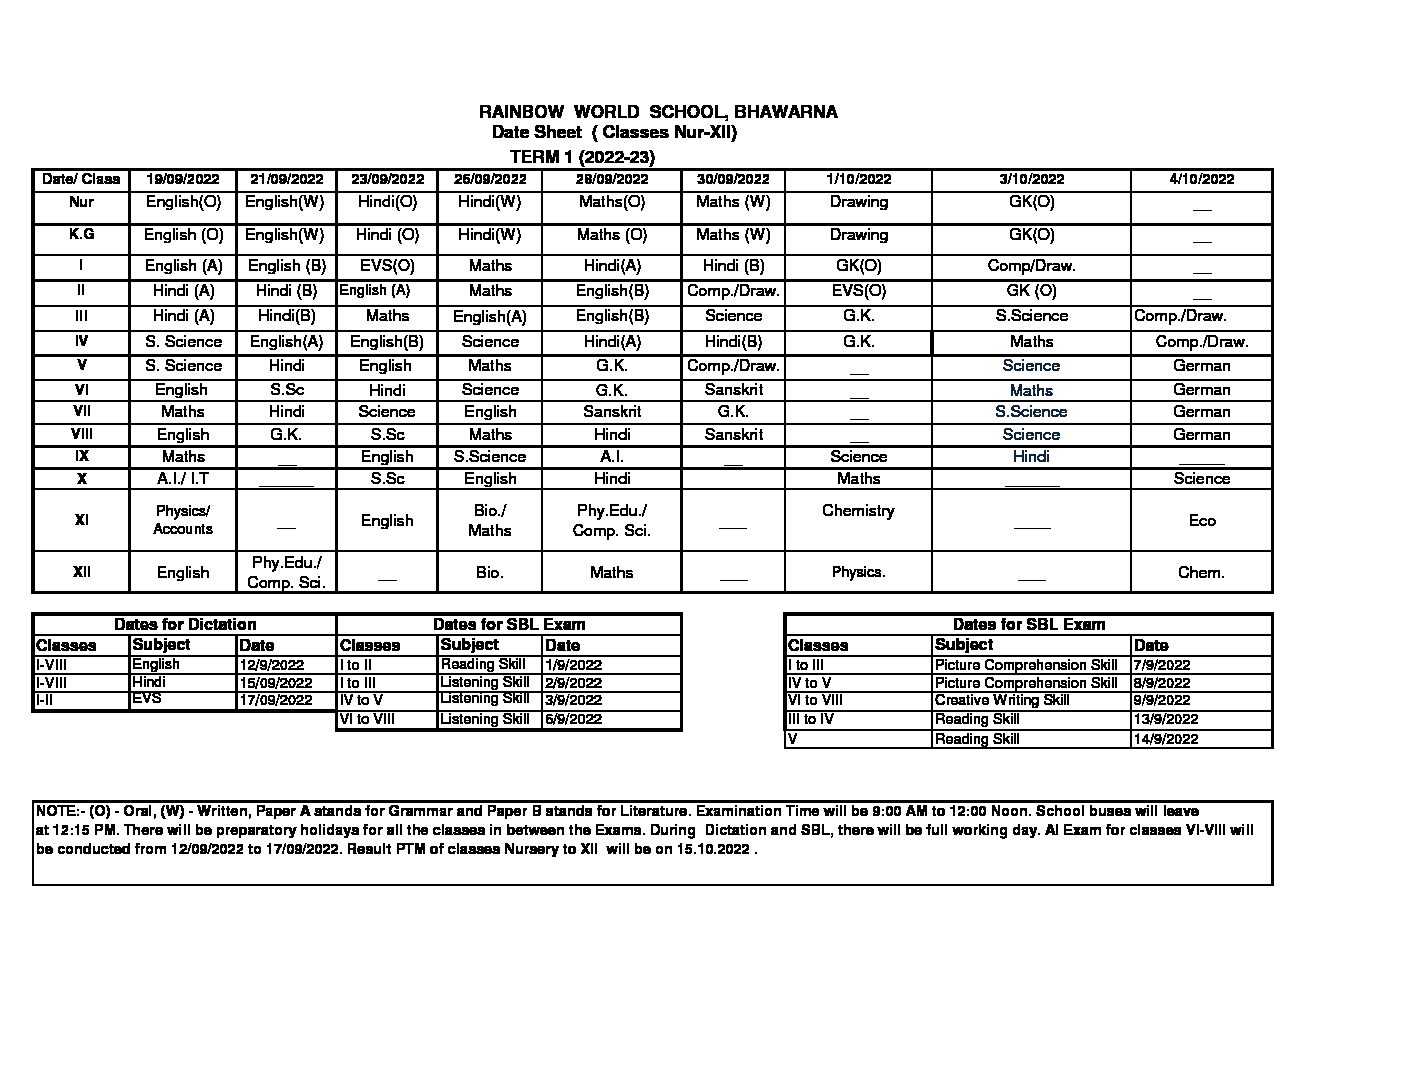 RAINBOW WORLD SCHOOL, BHAWARNA
Date Sheet ( Classes Nur-XII)
TERM 1 (2022-23)
Date/ Class 19/09/2022 21/09/2022 23/09/2022 26/09/2022 28/09/2022 30/09/2022 1/10/2022 3/10/2022 4/10/2022
Nur English(O) English(W) Hindi(O) Hindi(W) Maths(O) Maths (W) Drawing GK(O) __
K.G English (O) English(W) Hindi (O) Hindi(W) Maths (O) Maths (W) Drawing GK(O) __
I English (A) English (B) EVS(O) Maths Hindi(A) Hindi (B) GK(O) Comp/Draw. __
II Hindi (A) Hindi (B) English (A) Maths English(B) Comp./Draw. EVS(O) GK (O) __
III Hindi (A) Hindi(B) Maths English(A) English(B) Science G.K. S.Science Comp./Draw.
IV S. Science English(A) English(B) Science Hindi(A) Hindi(B) G.K. Maths Comp./Draw.
V S. Science Hindi English Maths G.K. Comp./Draw. __ Science German
VI English S.Sc Hindi Science G.K. Sanskrit __ Maths German
VII Maths Hindi Science English Sanskrit G.K. __ S.Science German
VIII English G.K. S.Sc Maths Hindi Sanskrit __ Science German
IX Maths __ English S.Science A.I. __ Science Hindi _____
X A.I./ I.T ______ S.Sc English Hindi Maths ______ Science
XI Physics/ Accounts __ English Bio./ Maths Phy.Edu./ Comp. Sci. ___ Chemistry ____ Eco
XII English Phy.Edu./ Comp. Sci. __ Bio. Maths ___ Physics. ___ Chem.
Dates for Dictation Dates for SBL Exam Dates for SBL Exam
Classes Subject Date Classes Subject Date Classes Subject Date
I-VIII English 12/9/2022 I to II Reading Skill 1/9/2022 I to III Picture Comprehension Skill 7/9/2022
I-VIII Hindi 15/09/2022 I to III Listening Skill 2/9/2022 IV to V Picture Comprehension Skill 8/9/2022
I-II EVS 17/09/2022 IV to V Listening Skill 3/9/2022 VI to VIII Creative Writing Skill 9/9/2022
VI to VIII Listening Skill 6/9/2022 III to IV Reading Skill 13/9/2022
V Reading Skill 14/9/2022
NOTE:- (O) - Oral, (W) - Written, Paper A stands for Grammar and Paper B stands for Literature. Examination Time will be 9:00 AM to 12:00 Noon. School buses will leave
at 12:15 PM. There will be preparatory holidays for all the classes in between the Exams. During Dictation and SBL, there will be full working day. AI Exam for classes VI-VIII will
be conducted from 12/09/2022 to 17/09/2022. Result PTM of classes Nursery to XII will be on 15.10.2022 .